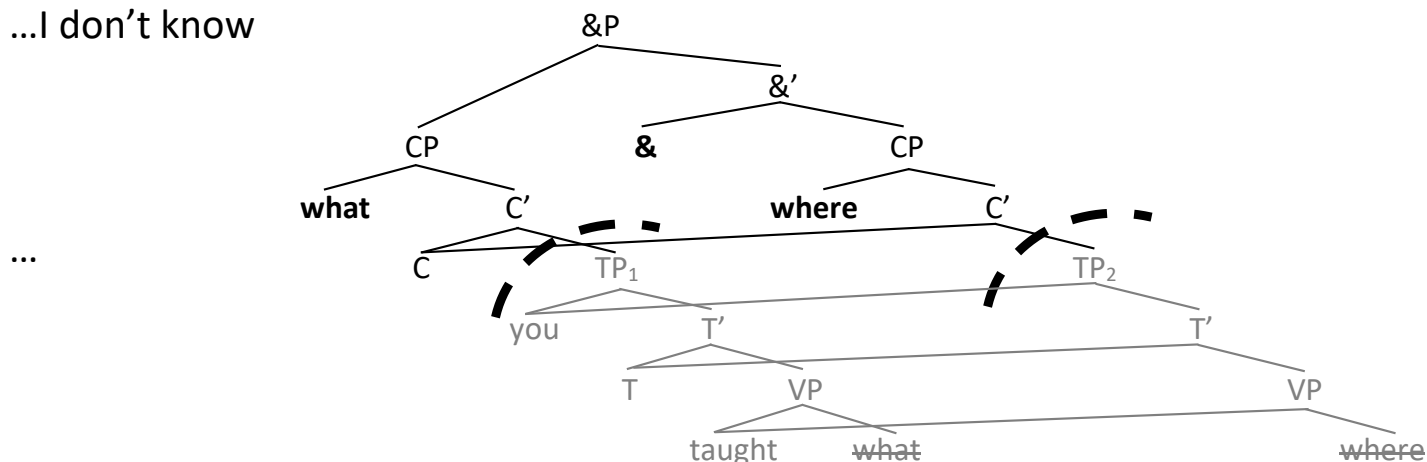 ...I don’t know &P
&’
CP & CP
what C’ where C’
... C TP₁ TP₂
you T’ T’
T VP VP
taught ~~what~~ ~~where~~